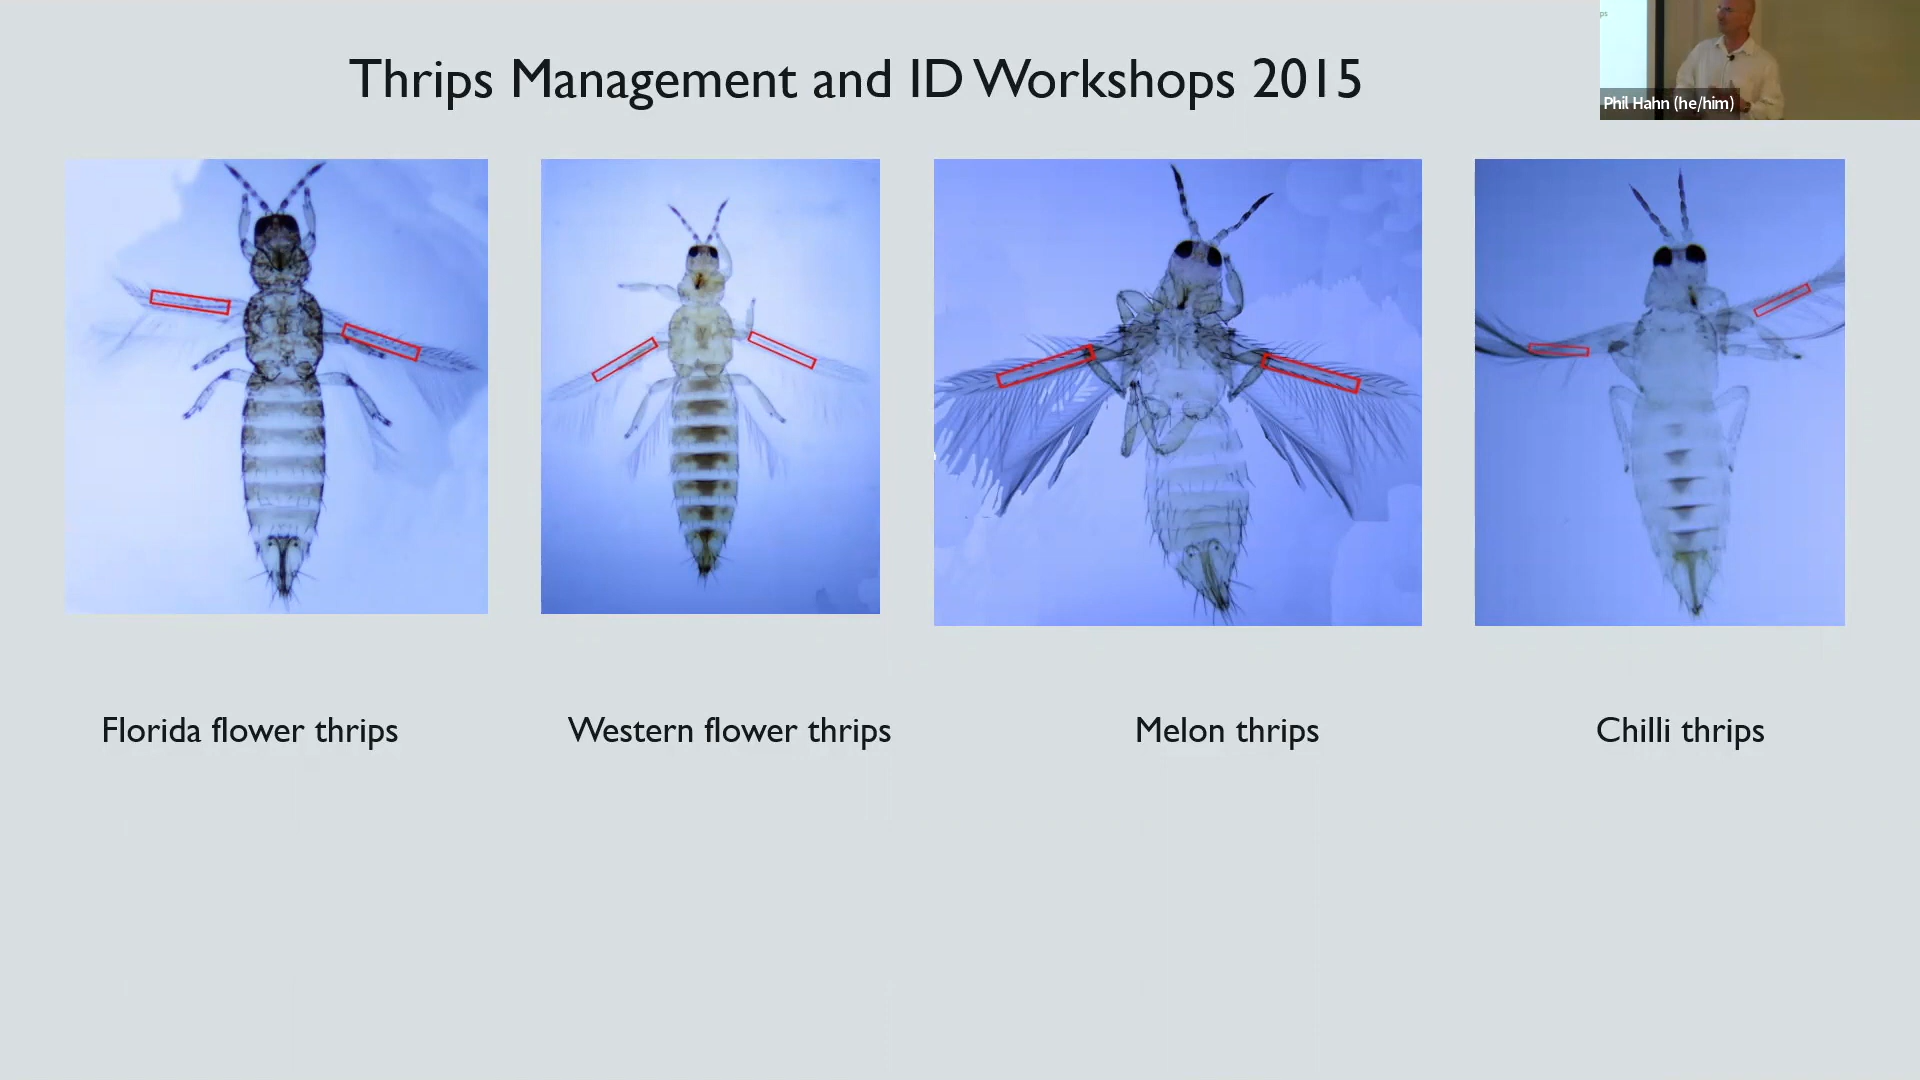 Thrips Management and ID Workshops 2015
ps
Phil Hahn (he/him)
Florida flower thrips
Western flower thrips
Melon thrips
Chilli thrips